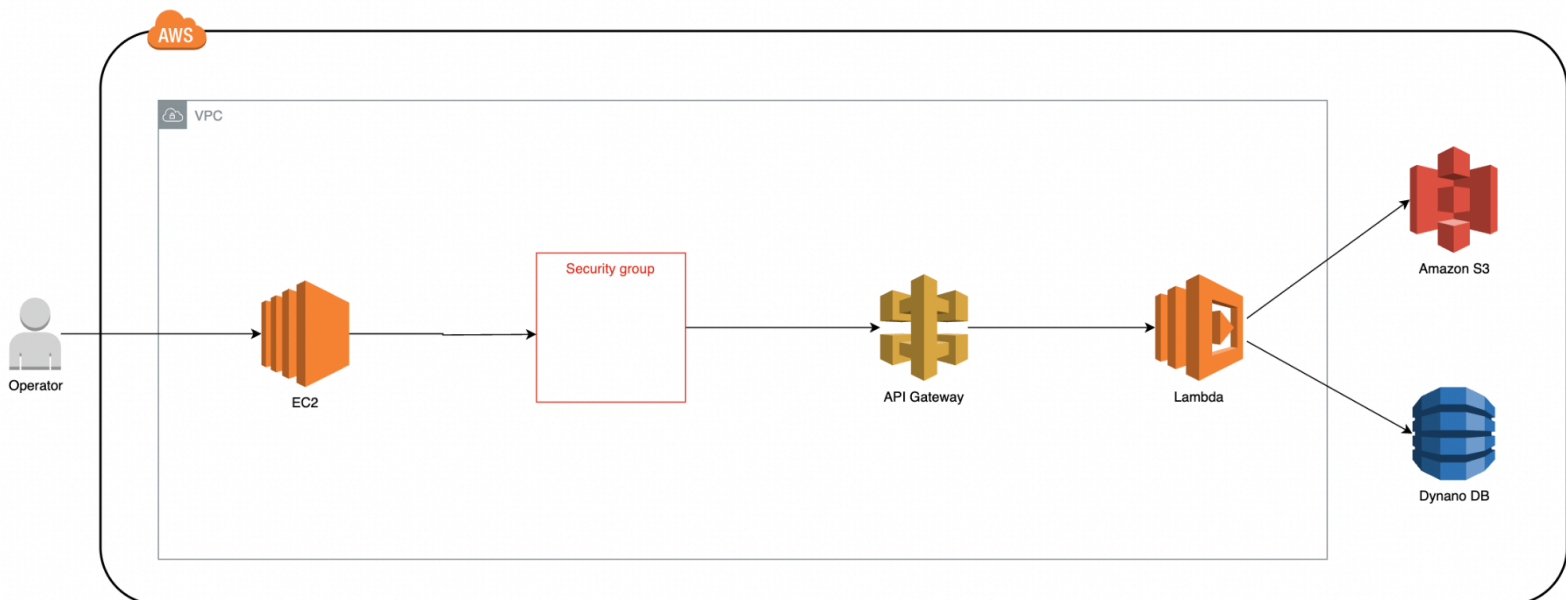 AWS
VPC
Security group
Amazon S3
Operator
EC2
API Gateway
Lambda
Dynano DB